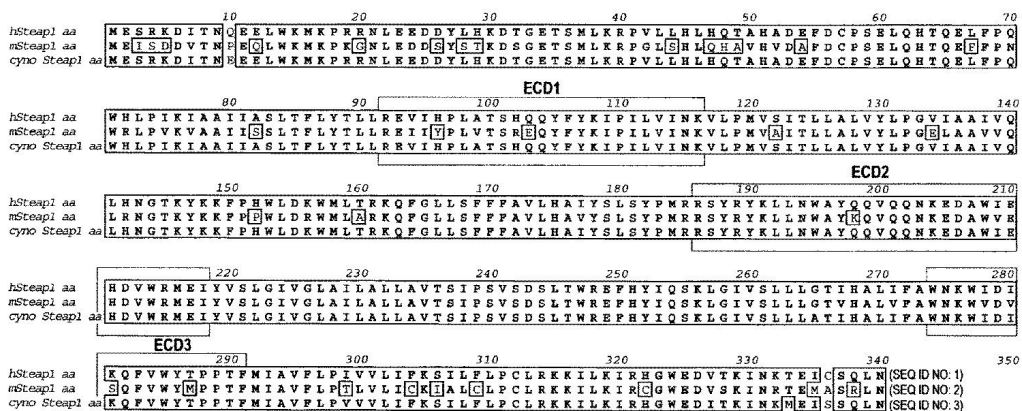 10 20 30 40 50 60 70
hSteap1 aa MESRKDITNQEELWKMKPRRNLEEDDYLHKDTGETSMLKRPVLLHLHQTAHADEFDCPSELQHTQELFPQ
mSteap1 aa MEISDDVTNPEQLWKMKPKGNLEDDSYSTKDSGETSMLKRPGLSHLQHAVHVDAFDCPSELQHTQEFFPN
cyno Steap1 aa MESRKDITNEEELWKMKPRRNLEEDDYLHKDTGETSMLKRPVLLHLHQTAHADEFDCPSELQHTQELFPQ
ECD1
80 90 100 110 120 130 140
hSteap1 aa WHLPIKIAAIIASLTFLYTLLREVIHPLATSHQQYFYKIPILVINKVLPMVSITLLALVYLPGVIAAIVQ
mSteap1 aa WRLPVKVAAIISSLTFLYTLLREVIYPLVTSREQYFYKIPILVINKVLPMVAITLLALVYLPGELAAVVQ
cyno Steap1 aa WHLPIKIAAIIASLTFLYTLLREVIHPLATSHQQYFYKIPILVINKVLPMVSITLLALVYLPGVIAAIVQ
ECD2
150 160 170 180 190 200 210
hSteap1 aa LHNGTKYKKFPHWLDKWMLTRKQFGLLSFFFAVLHAIYSLSYPMRRSYRYKLLNWAYQQVQQNKEDAWIE
mSteap1 aa LRNGTKYKKFPPWLDKWMLARKQFGLLSFFFAVLHAVYSLSYPMRRSYRYKLLNWAYKQVQQNKEDAWVE
cyno Steap1 aa LHNGTKYKKFPHWLDKWMLTRKQFGLLSFFFAVLHAIYSLSYPMRRSYRYKLLNWAYQQVQQNKEDAWIE
220 230 240 250 260 270 280
hSteap1 aa HDVWRMEIYVSLGIVGLAILALLAVTSIPSVSDSLTWREFHYIQSKLGIVSLLLGTIHALIFAWNKWIDI
mSteap1 aa HDVWRMEIYVSLGIVGLAILALLAVTSIPSVSDSLTWREFHYIQSKLGIVSLLLGTVHALVFAWNKWVDV
cyno Steap1 aa HDVWRMEIYVSLGIVGLAILALLAVTSIPSVSDSLTWREFHYIQSKLGIVSLLLATIHALIFAWNKWIDI
ECD3
290 300 310 320 330 340 350
hSteap1 aa KQFVWYTPPTFMIAVFLPIVVLIFKSILFLPCLRKKILKIRHGWEDVTKINKTEICSQLN (SEQ ID NO: 1)
mSteap1 aa SQFVWYMPPTFMIAVFLPTLVLICKIALCLPCLRKKILKIRCGWEDVSKINKTEMASRLN (SEQ ID NO: 2)
cyno Steap1 aa KQFVWYTPPTFMIAVFLPVVVLIFKSILFLPCLRKKILKIRHGWEDITKINKMEISSQLN (SEQ ID NO: 3)